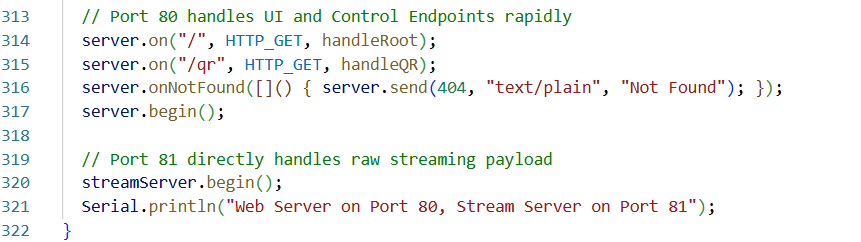 313 // Port 80 handles UI and Control Endpoints rapidly
314 server.on("/", HTTP_GET, handleRoot);
315 server.on("/qr", HTTP_GET, handleQR);
316 server.onNotFound([]() { server.send(404, "text/plain", "Not Found"); });
317 server.begin();
318
319 // Port 81 directly handles raw streaming payload
320 streamServer.begin();
321 Serial.println("Web Server on Port 80, Stream Server on Port 81");
322 }